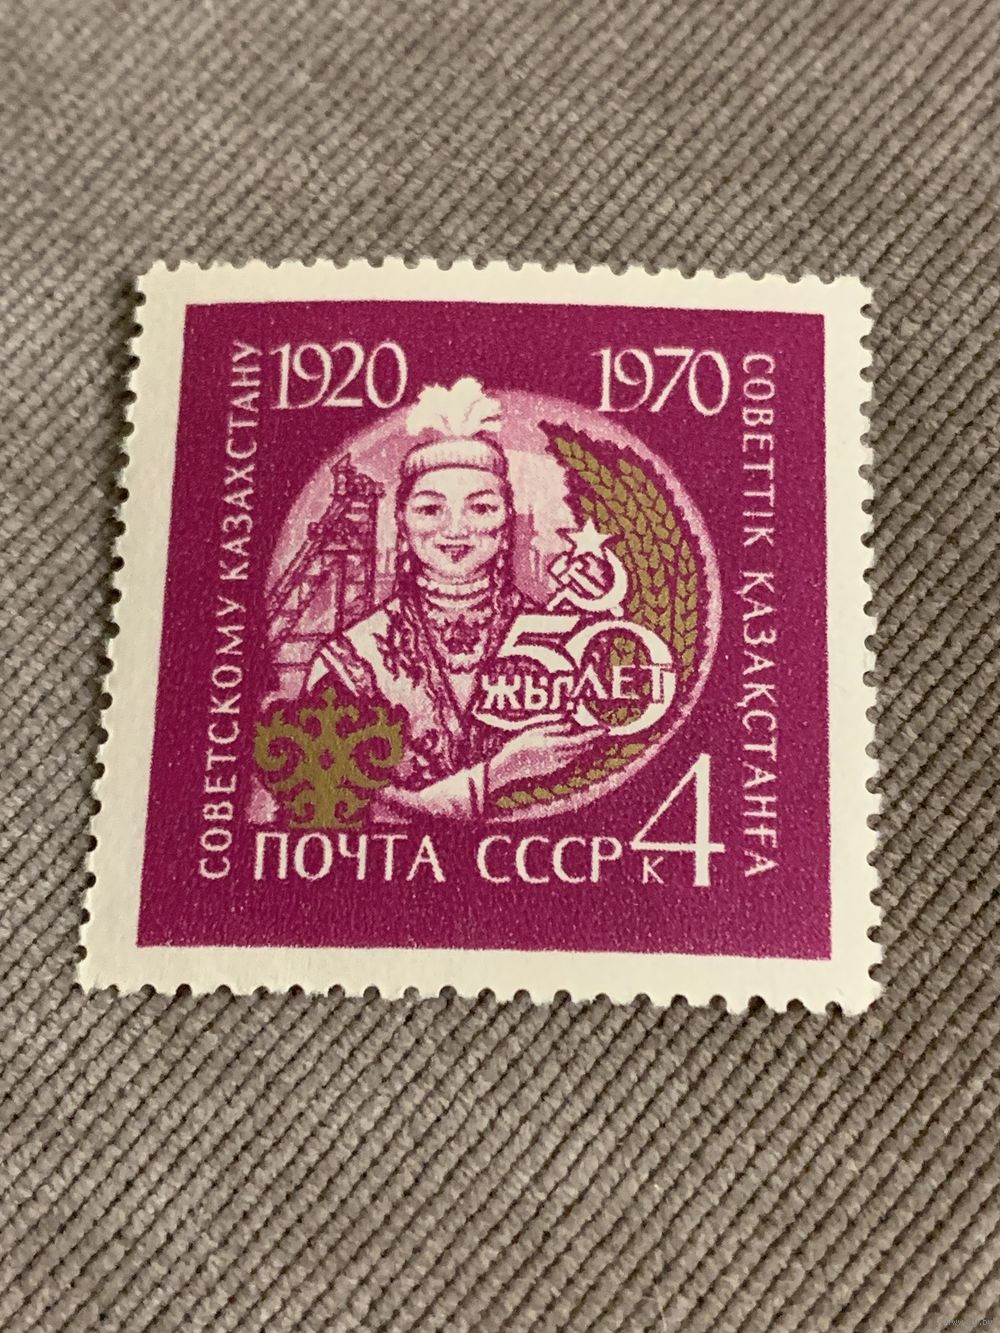 1920 1970
СОВЕТСКОМУ КАЗАХСТАНУ
СОВЕТТІК ҚАЗАҚСТАНҒА
50
ЖЫЛ ЛЕТ
ПОЧТА СССР 4
К